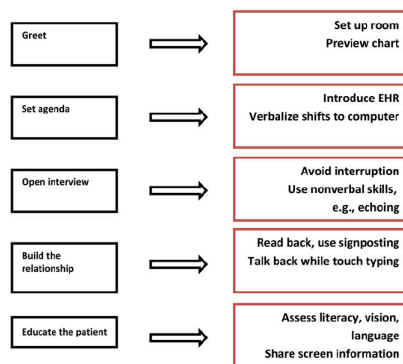 Greet
Set up room
Preview chart
Set agenda
Introduce EHR
Verbalize shifts to computer
Open interview
Avoid interruption
Use nonverbal skills,
e.g., echoing
Build the
relationship
Read back, use signposting
Talk back while touch typing
Educate the patient
Assess literacy, vision,
language
Share screen information